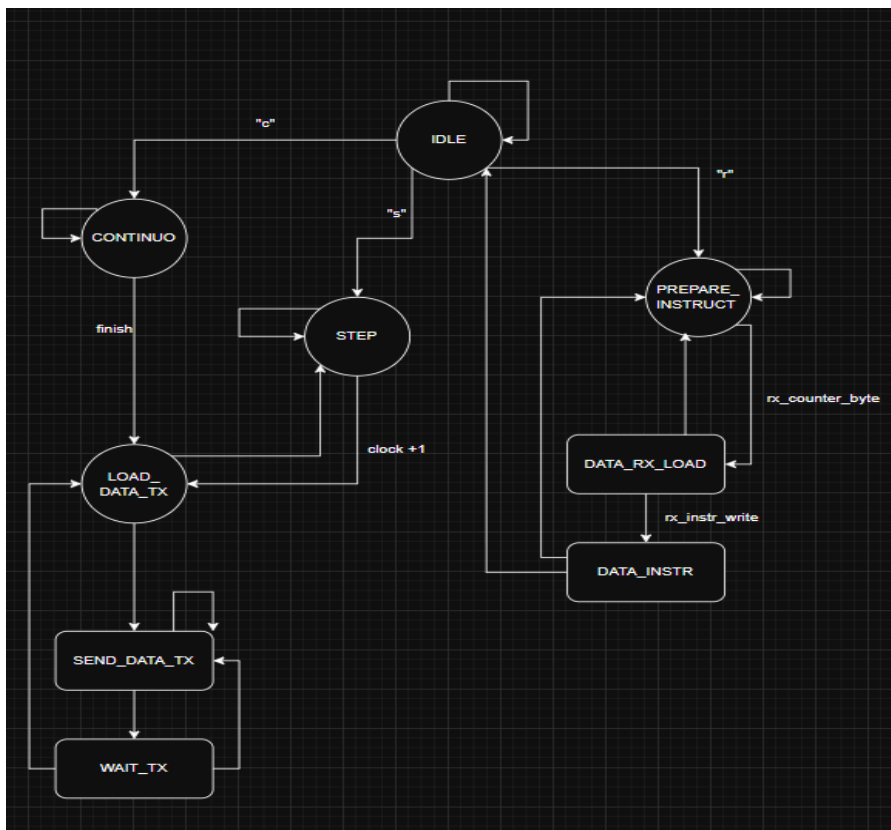 "c"
IDLE
"r"
"s"
CONTINUO
PREPARE_
INSTRUCT
finish
STEP
rx_counter_byte
clock +1
DATA_RX_LOAD
LOAD_
DATA_TX
rx_instr_write
DATA_INSTR
SEND_DATA_TX
WAIT_TX